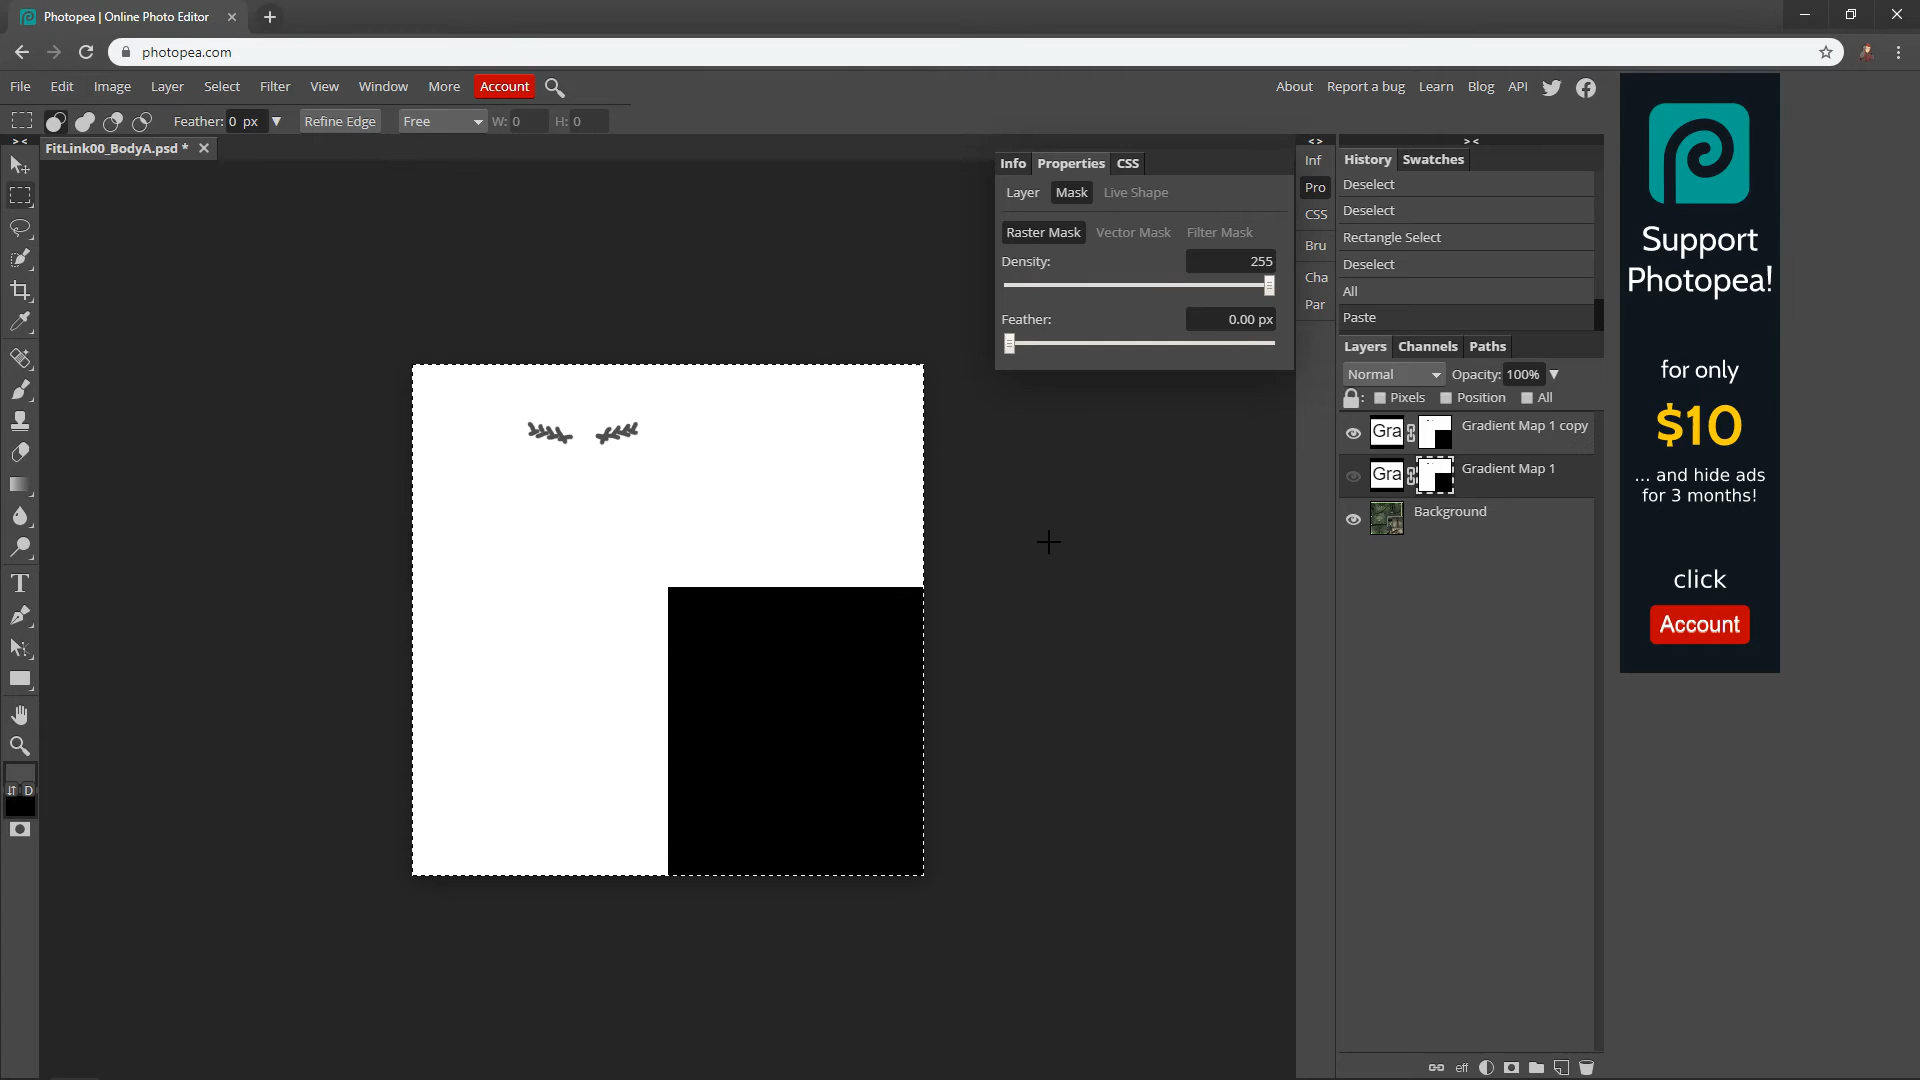 Photopea | Online Photo Editor
photopea.com
File Edit Image Layer Select Filter View Window More Account
About Report a bug Learn Blog API
Feather: 0 px Refine Edge Free W: 0 H: 0
FitLink00_BodyA.psd *
Info Properties CSS
Layer Mask Live Shape
Raster Mask Vector Mask Filter Mask
Density: 255
Feather: 0.00 px
Inf
Pro
CSS
Bru
Cha
Par
History Swatches
Deselect
Deselect
Rectangle Select
Deselect
All
Paste
Layers Channels Paths
Normal Opacity: 100%
: Pixels Position All
Gra Gradient Map 1 copy
Gra Gradient Map 1
Background
eff
T
D
Support
Photopea!
for only
$10
... and hide ads
for 3 months!
click
Account